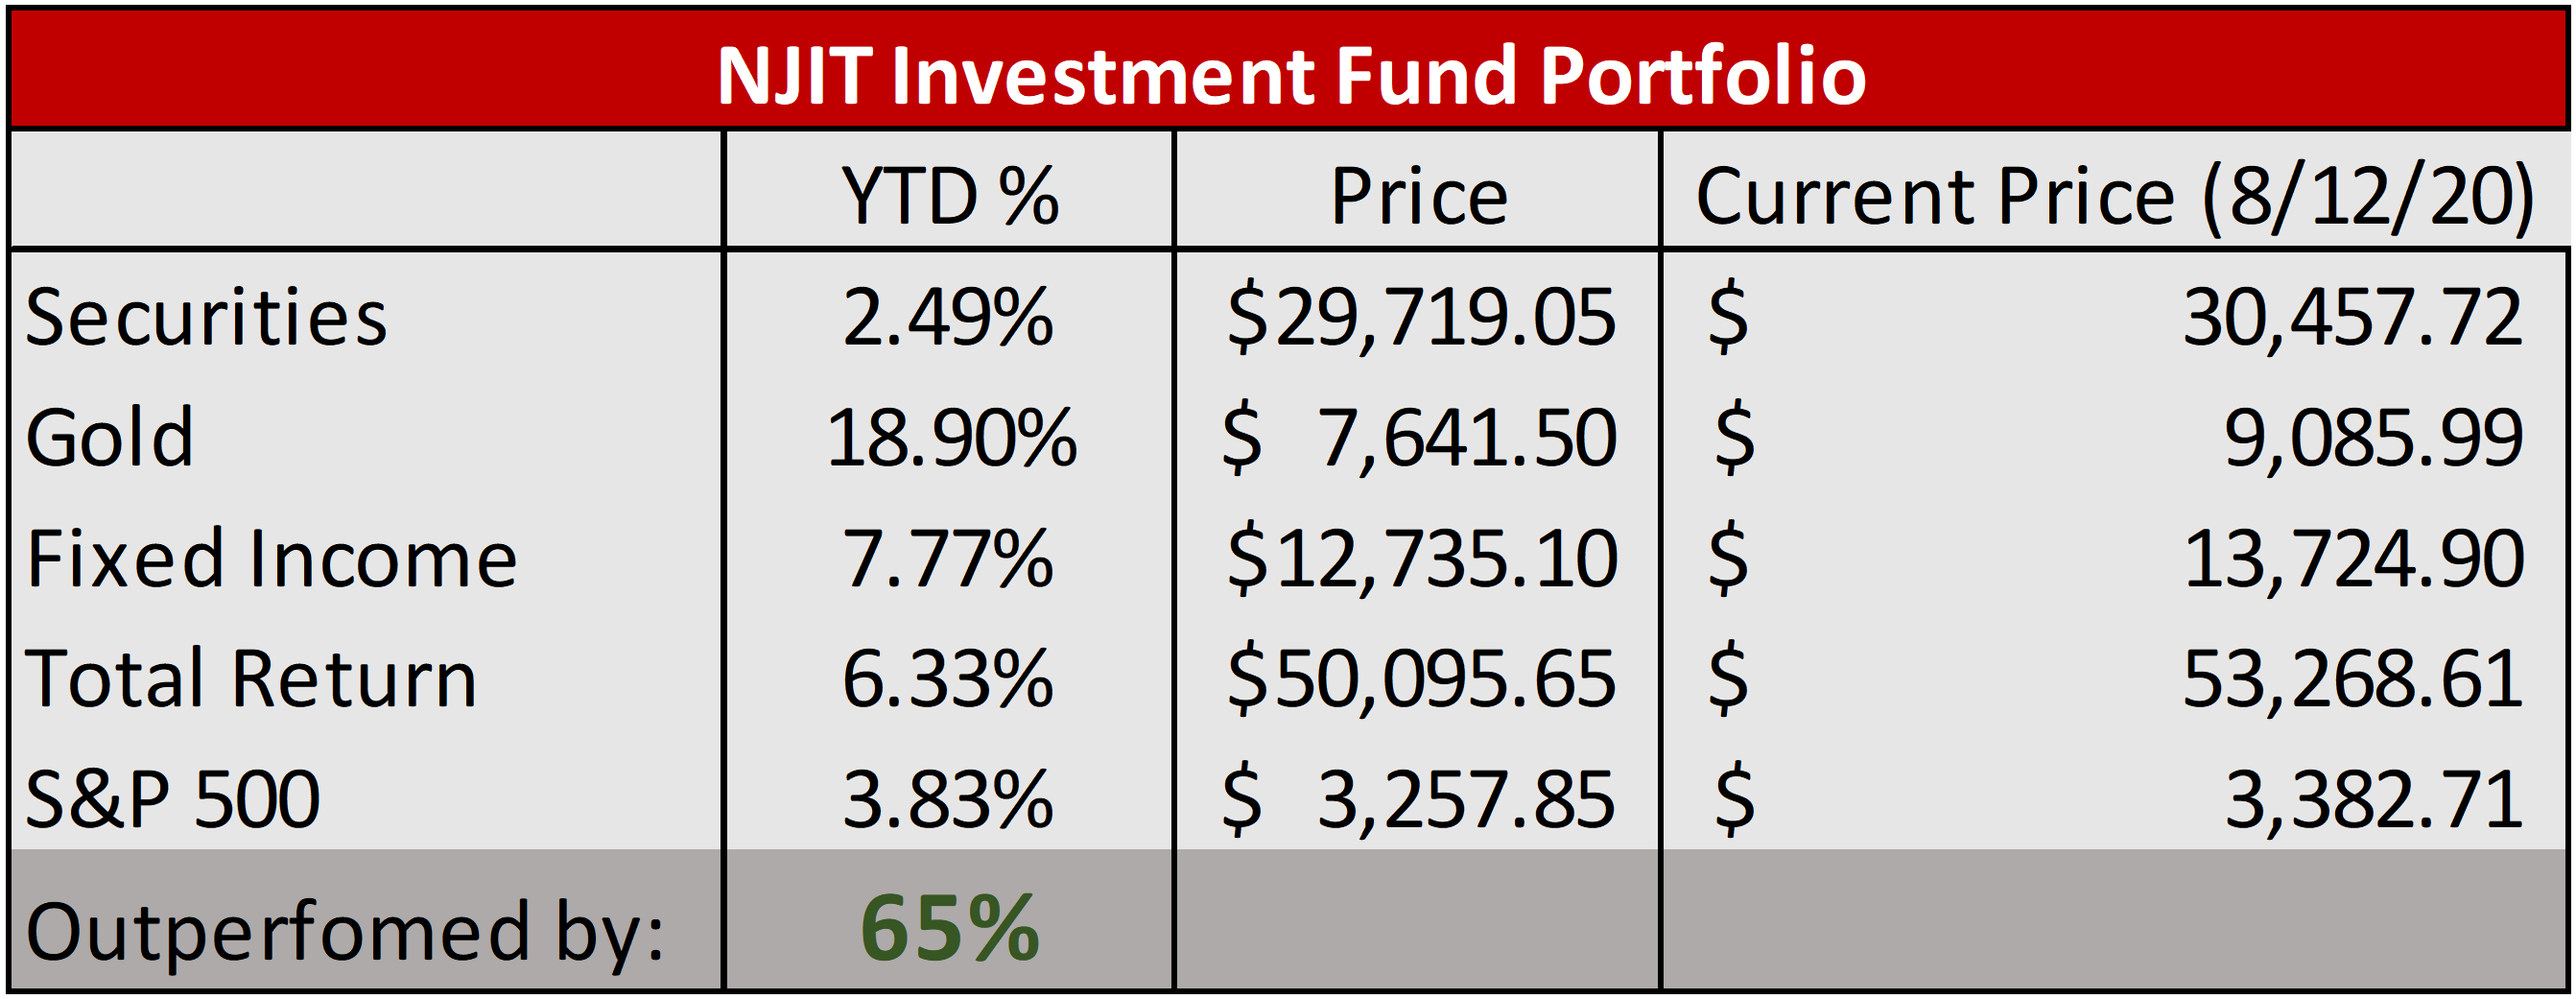 NJIT Investment Fund Portfolio
YTD % Price Current Price (8/12/20)
Securities 2.49% $29,719.05 $ 30,457.72
Gold 18.90% $ 7,641.50 $ 9,085.99
Fixed Income 7.77% $12,735.10 $ 13,724.90
Total Return 6.33% $50,095.65 $ 53,268.61
S&P 500 3.83% $ 3,257.85 $ 3,382.71
Outperfomed by: 65%